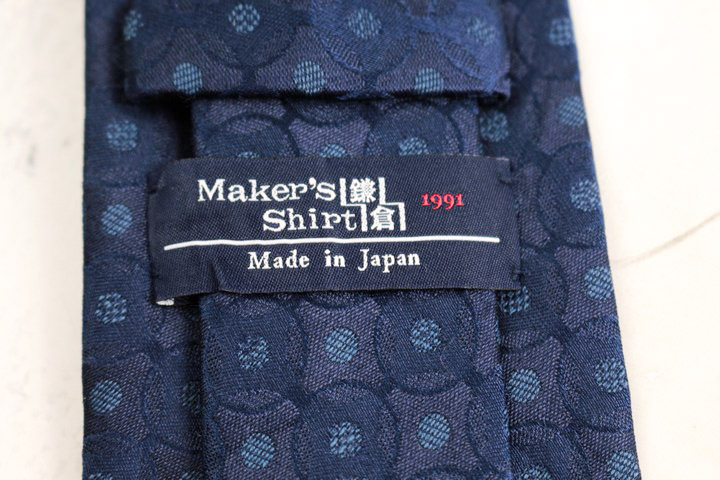 Maker's 鎌 1991
Shirt 倉
Made in Japan